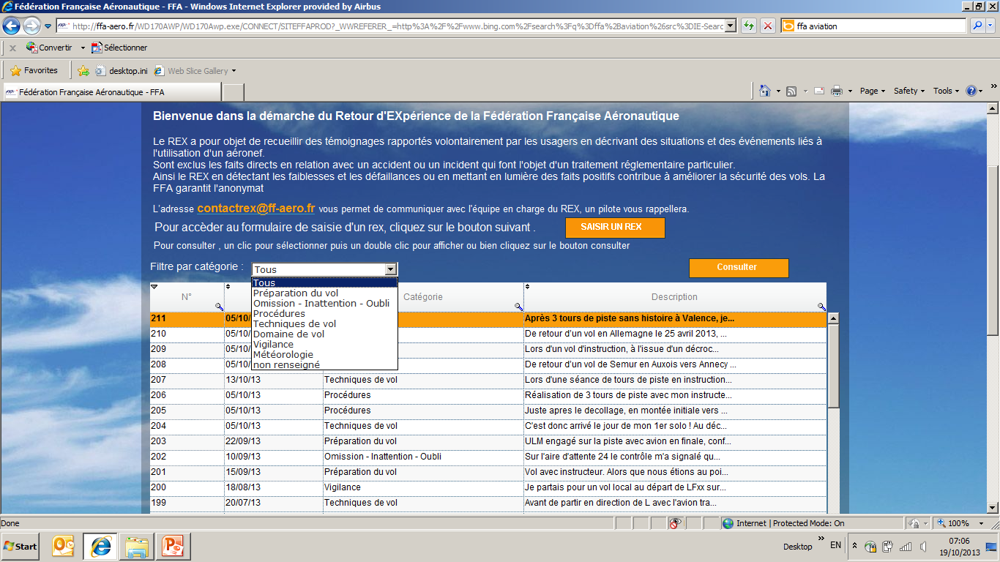 Fédération Française Aéronautique - FFA - Windows Internet Explorer provided by Airbus
http://ffa-aero.fr/WD170AWP/WD170Awp.exe/CONNECT/SITEFFAPROD?_WWREFERER_=http%3A%2F%2Fwww.bing.com%2Fsearch%3Fq%3Dffa%2Baviation%26src%3DIE-Searc
ffa aviation
x Convertir Sélectionner
Favorites desktop.ini Web Slice Gallery
Fédération Française Aéronautique - FFA
Page Safety Tools
Bienvenue dans la démarche du Retour d'EXpérience de la Fédération Française Aéronautique
Le REX a pour objet de recueillir des témoignages rapportés volontairement par les usagers en décrivant des situations et des événements liés à
l'utilisation d'un aéronef.
Sont exclus les faits directs en relation avec un accident ou un incident qui font l'objet d'un traitement réglementaire particulier.
Ainsi le REX en détectant les faiblesses et les défaillances ou en mettant en lumière des faits positifs contribue à améliorer la sécurité des vols. La
FFA garantit l'anonymat
L'adresse contactrex@ff-aero.fr vous permet de communiquer avec l'équipe en charge du REX, un pilote vous rappellera.
Pour accèder au formulaire de saisie d'un rex, cliquez sur le bouton suivant . SAISIR UN REX
Pour consulter , un clic pour sélectionner puis un double clic pour afficher ou bien cliquez sur le bouton consulter
Filtre par catégorie : Tous Consulter
Tous
Préparation du vol
Omission - Inattention - Oubli
Procédures
Techniques de vol
Domaine de vol
Vigilance
Météorologie
non renseigné
N° Catégorie Description
211 05/10/ Après 3 tours de piste sans histoire à Valence, je...
210 05/10/ De retour d'un vol en Allemagne le 25 avril 2013, ...
209 05/10/ Lors d'un vol d'instruction, à l'issue d'un décroc...
208 05/10/ De retour d'un vol de Semur en Auxois vers Annecy ...
207 13/10/13 Techniques de vol Lors d'une séance de tours de piste en instruction...
206 05/10/13 Procédures Réalisation de 3 tours de piste avec mon instructe...
205 05/10/13 Procédures Juste apres le decollage, en montée initiale vers ...
204 05/10/13 Techniques de vol C'est donc arrivé le jour de mon 1er solo ! Au déc...
203 22/09/13 Préparation du vol ULM engagé sur la piste avec avion en finale, conf...
202 10/09/13 Omission - Inattention - Oubli Sur l'aire d'attente 24 le contrôle m'a signalé qu...
201 15/09/13 Préparation du vol Vol avec instructeur. Alors que nous étions au poi...
200 18/08/13 Vigilance Je partais pour un vol local au départ de LFxx sur...
199 20/07/13 Techniques de vol Avant de partir en direction de L avec l'avion tra...
Done Internet | Protected Mode: On 100%
Start Desktop EN 07:06
19/10/2013